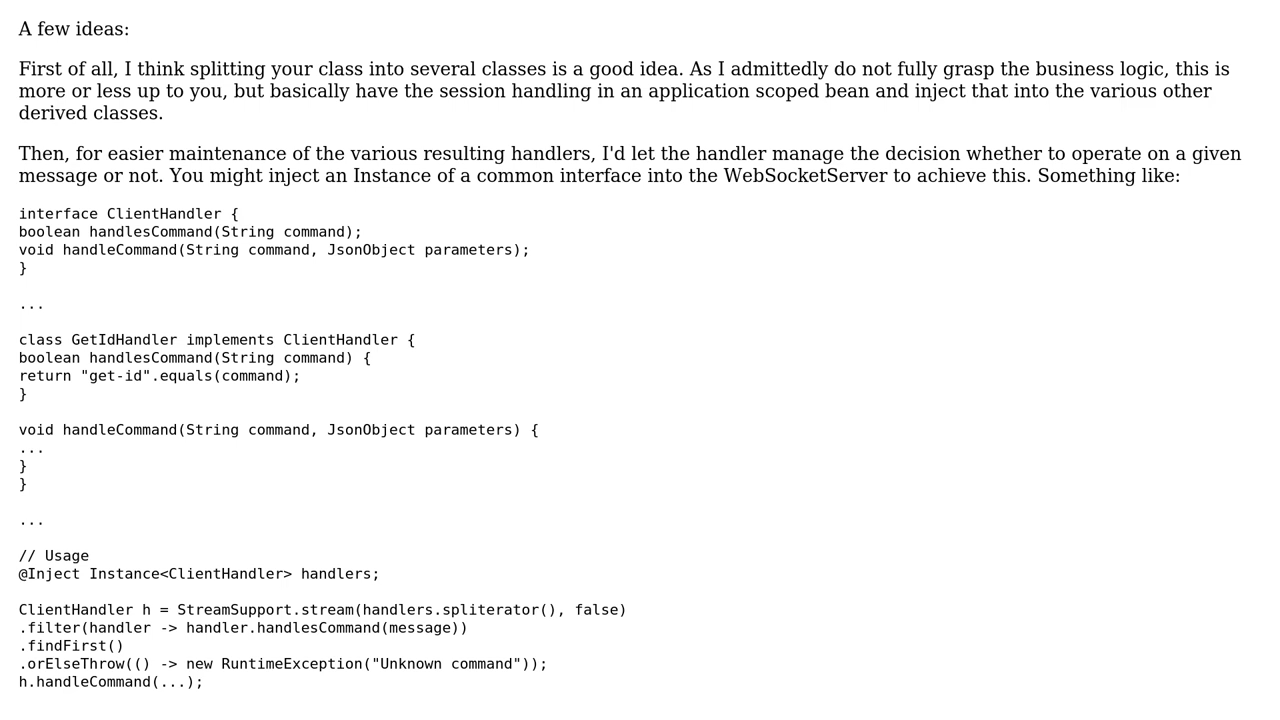 A few ideas:
First of all, I think splitting your class into several classes is a good idea. As I admittedly do not fully grasp the business logic, this is
more or less up to you, but basically have the session handling in an application scoped bean and inject that into the various other
derived classes.
Then, for easier maintenance of the various resulting handlers, I'd let the handler manage the decision whether to operate on a given
message or not. You might inject an Instance of a common interface into the WebSocketServer to achieve this. Something like:
interface ClientHandler {
boolean handlesCommand(String command);
void handleCommand(String command, JsonObject parameters);
}
...
class GetIdHandler implements ClientHandler {
boolean handlesCommand(String command) {
return "get-id".equals(command);
}
void handleCommand(String command, JsonObject parameters) {
...
}
}
...
// Usage
@Inject Instance<ClientHandler> handlers;
ClientHandler h = StreamSupport.stream(handlers.spliterator(), false)
.filter(handler -> handler.handlesCommand(message))
.findFirst()
.orElseThrow(() -> new RuntimeException("Unknown command"));
h.handleCommand(...);